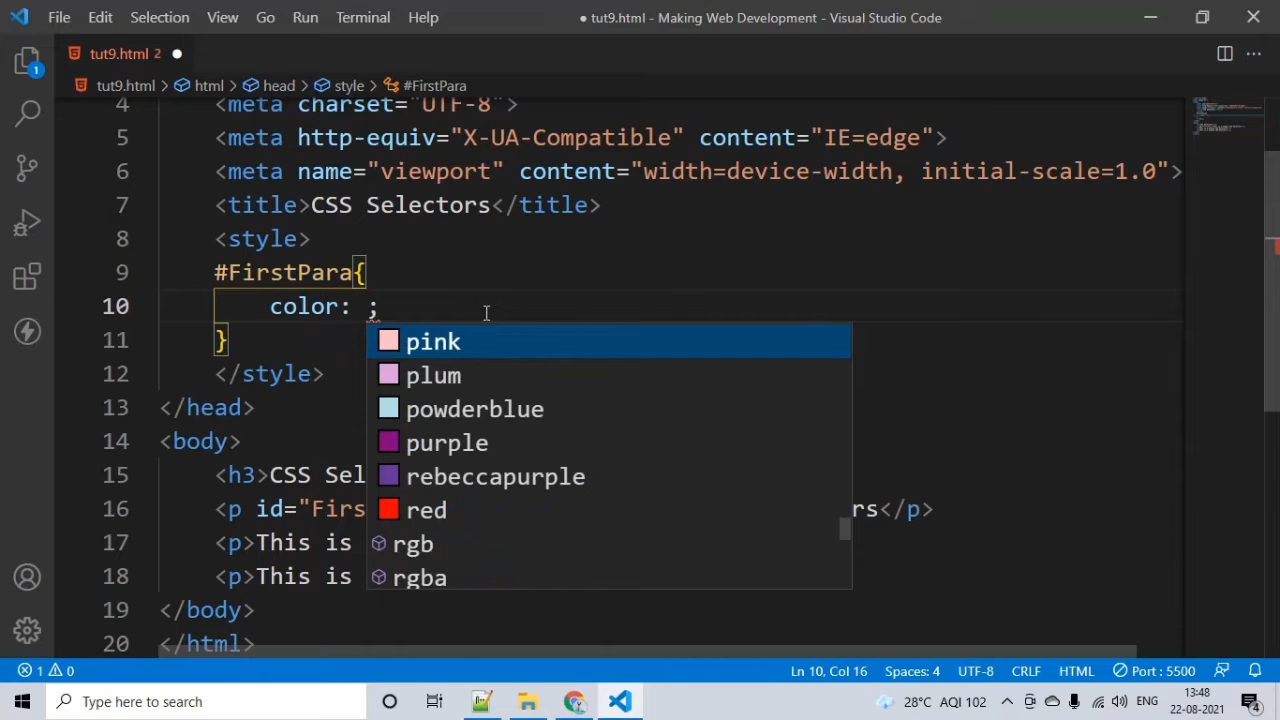 File Edit Selection View Go Run Terminal Help ● tut9.html - Making Web Development - Visual Studio Code
tut9.html 2 ●
tut9.html > html > head > style > #FirstPara
1
4 <meta charset="UTF-8">
5 <meta http-equiv="X-UA-Compatible" content="IE=edge">
6 <meta name="viewport" content="width=device-width, initial-scale=1.0">
7 <title>CSS Selectors</title>
8 <style>
9 #FirstPara{
10 color: ;
11 }
pink
12 </style>
plum
13 </head>
powderblue
14 <body>
purple
15 <h3>CSS Sel
rebeccapurple
16 <p id="Firs rs</p>
red
17 <p>This is
rgb
18 <p>This is
rgba
19 </body>
20 </html>
1 0 Ln 10, Col 16 Spaces: 4 UTF-8 CRLF HTML Port : 5500
Type here to search 28°C AQI 102 ENG 13:48
22-08-2021 4